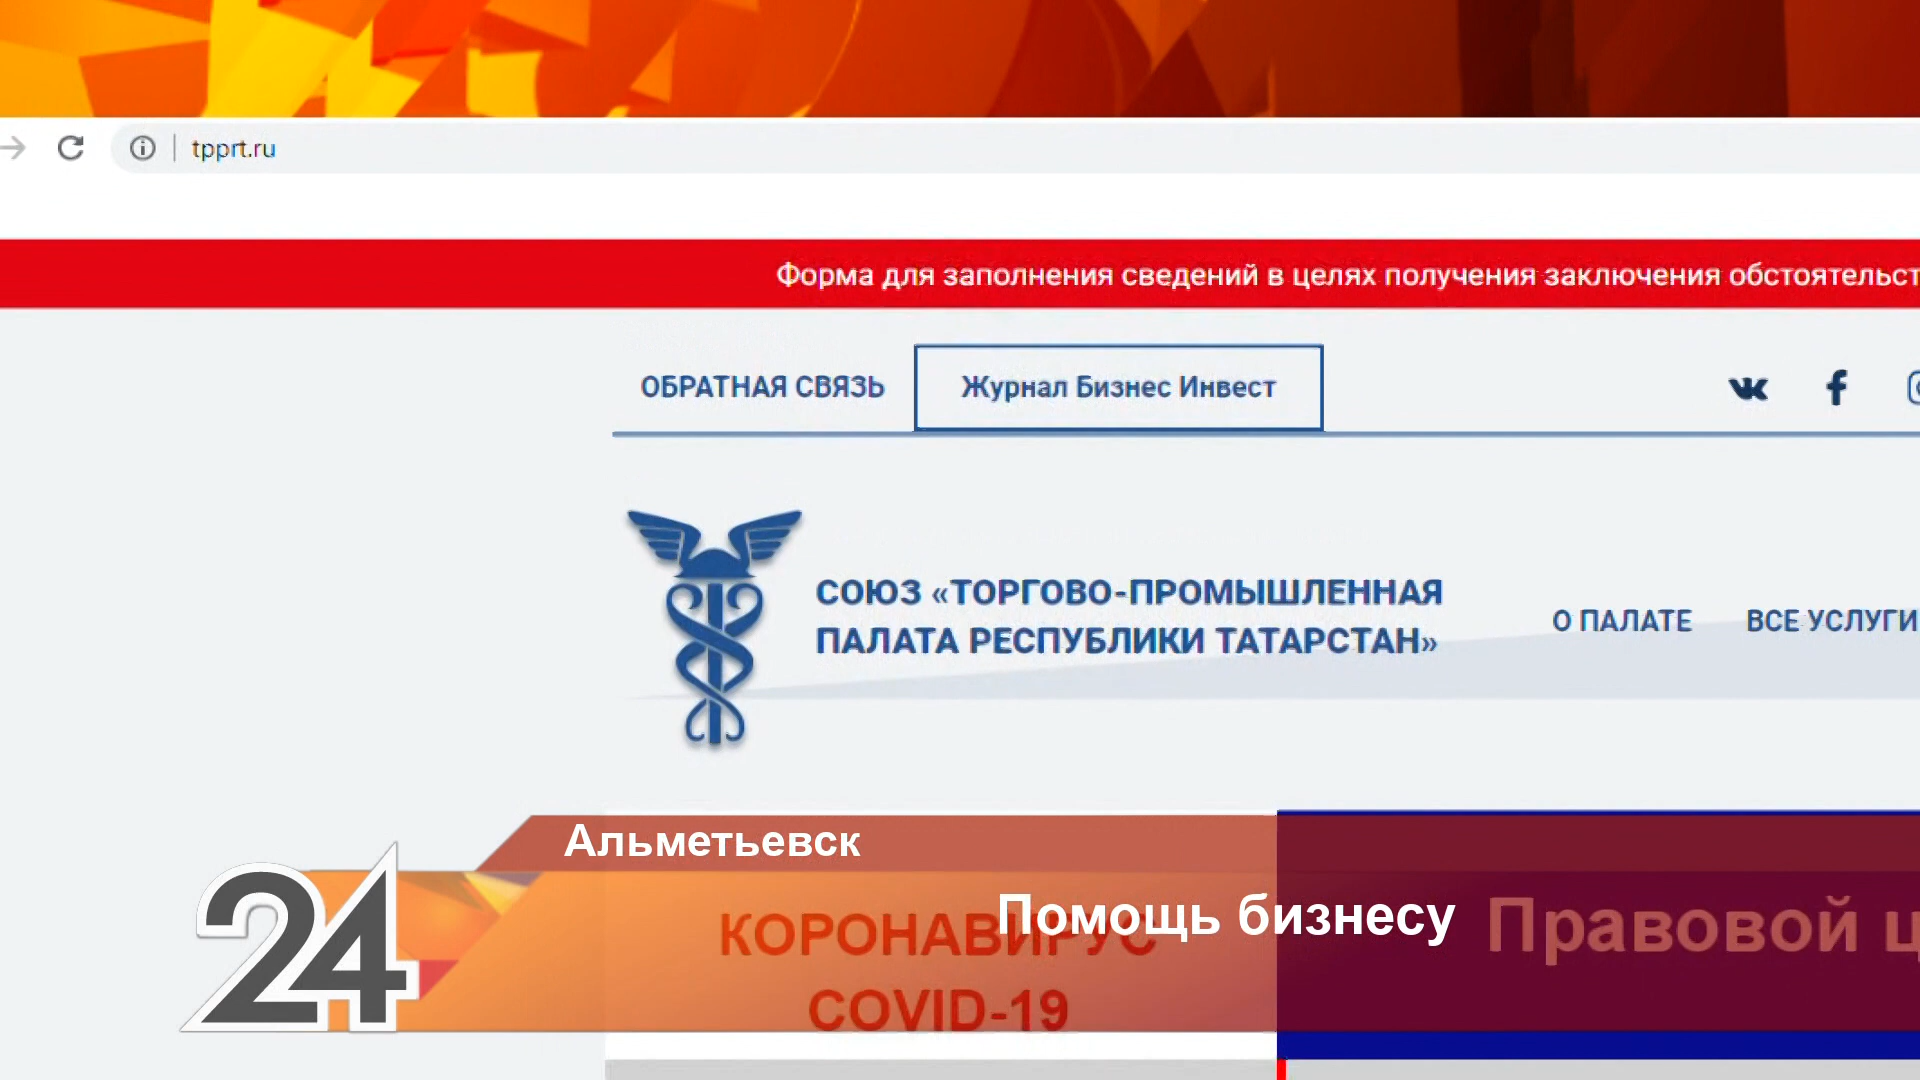 tpprt.ru
Форма для заполнения сведений в целях получения заключения
ОБРАТНАЯ СВЯЗЬ
Журнал Бизнес Инвест
СОЮЗ «ТОРГОВО-ПРОМЫШЛЕННАЯ
ПАЛАТА РЕСПУБЛИКИ ТАТАРСТАН»
О ПАЛАТЕ
ВСЕ УСЛУГИ
Альметьевск
24
Помощь бизнесу
КОРОНАВИРУС
COVID-19
Правовой